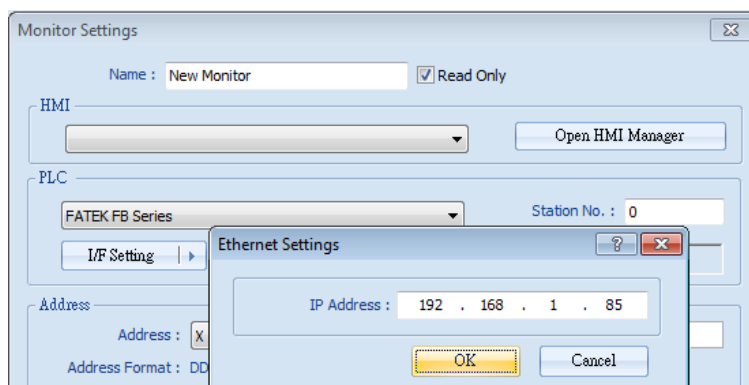 Monitor Settings
Name : New Monitor Read Only
HMI
Open HMI Manager
PLC
FATEK FB Series Station No. : 0
I/F Setting
Ethernet Settings
IP Address : 192 . 168 . 1 . 85
OK Cancel
Address
Address : X
Address Format : DD